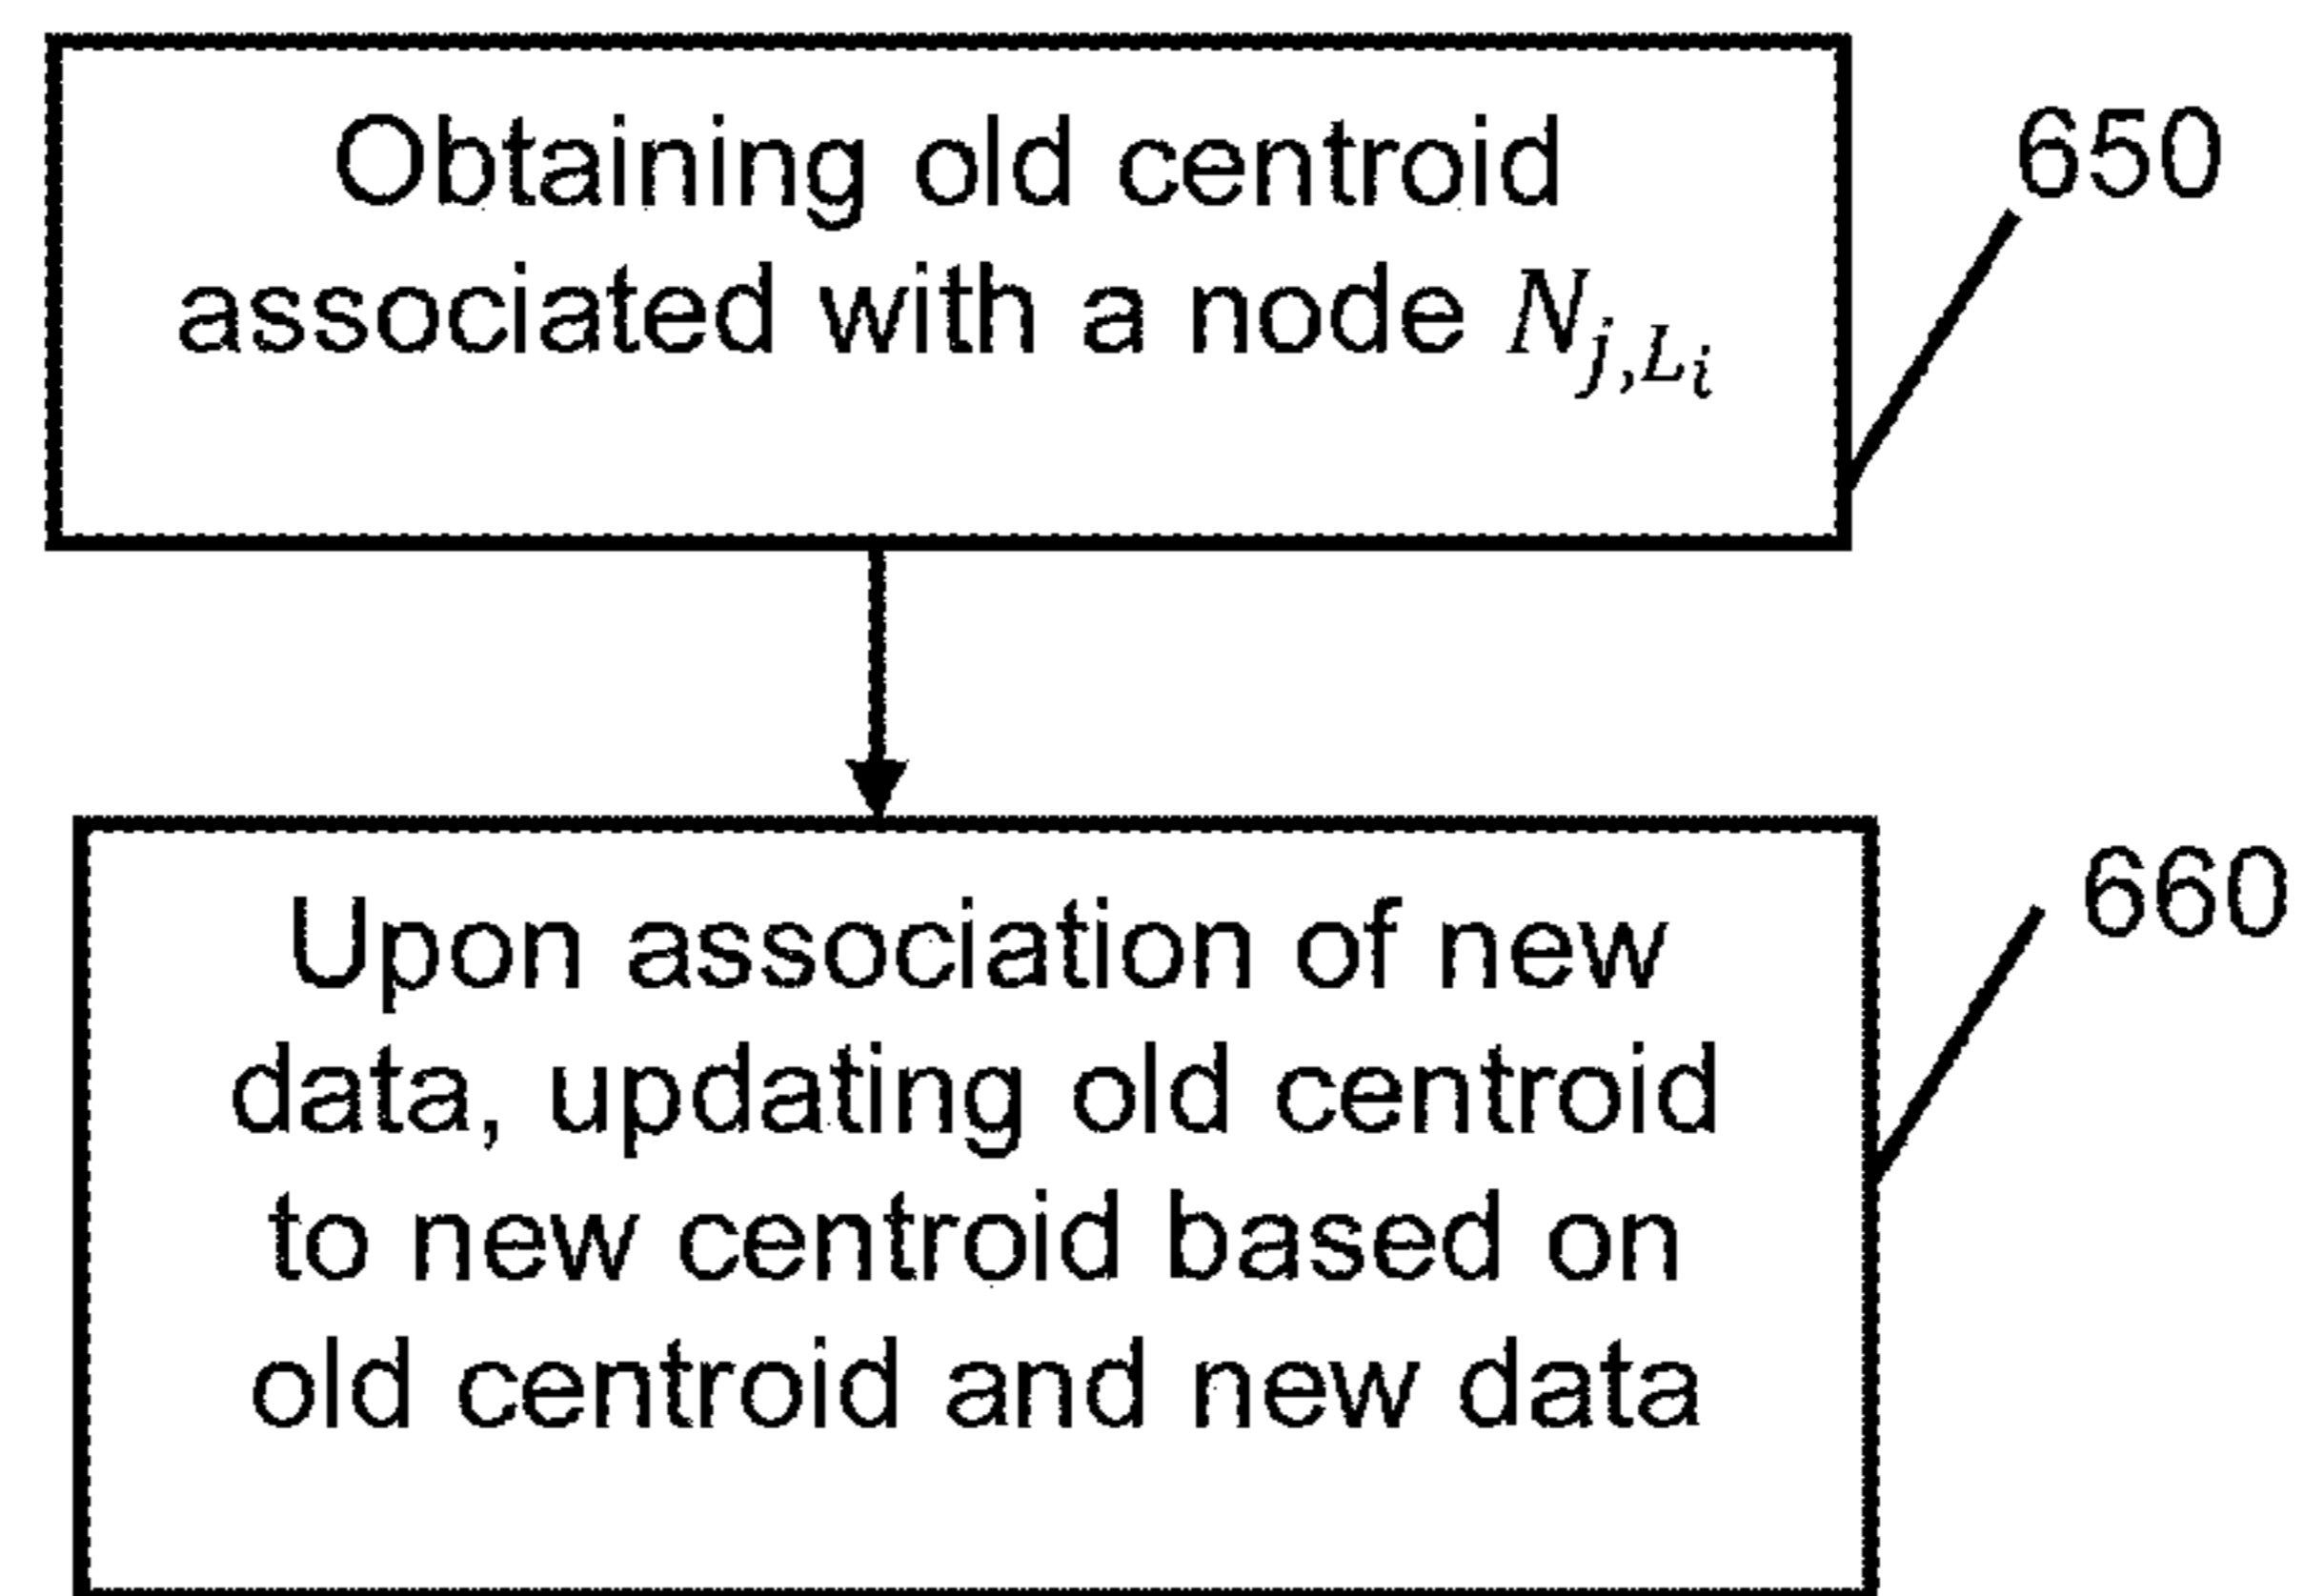 Obtaining old centroid
associated with a node N_{j,L_i}
650
Upon association of new
data, updating old centroid
to new centroid based on
old centroid and new data
660